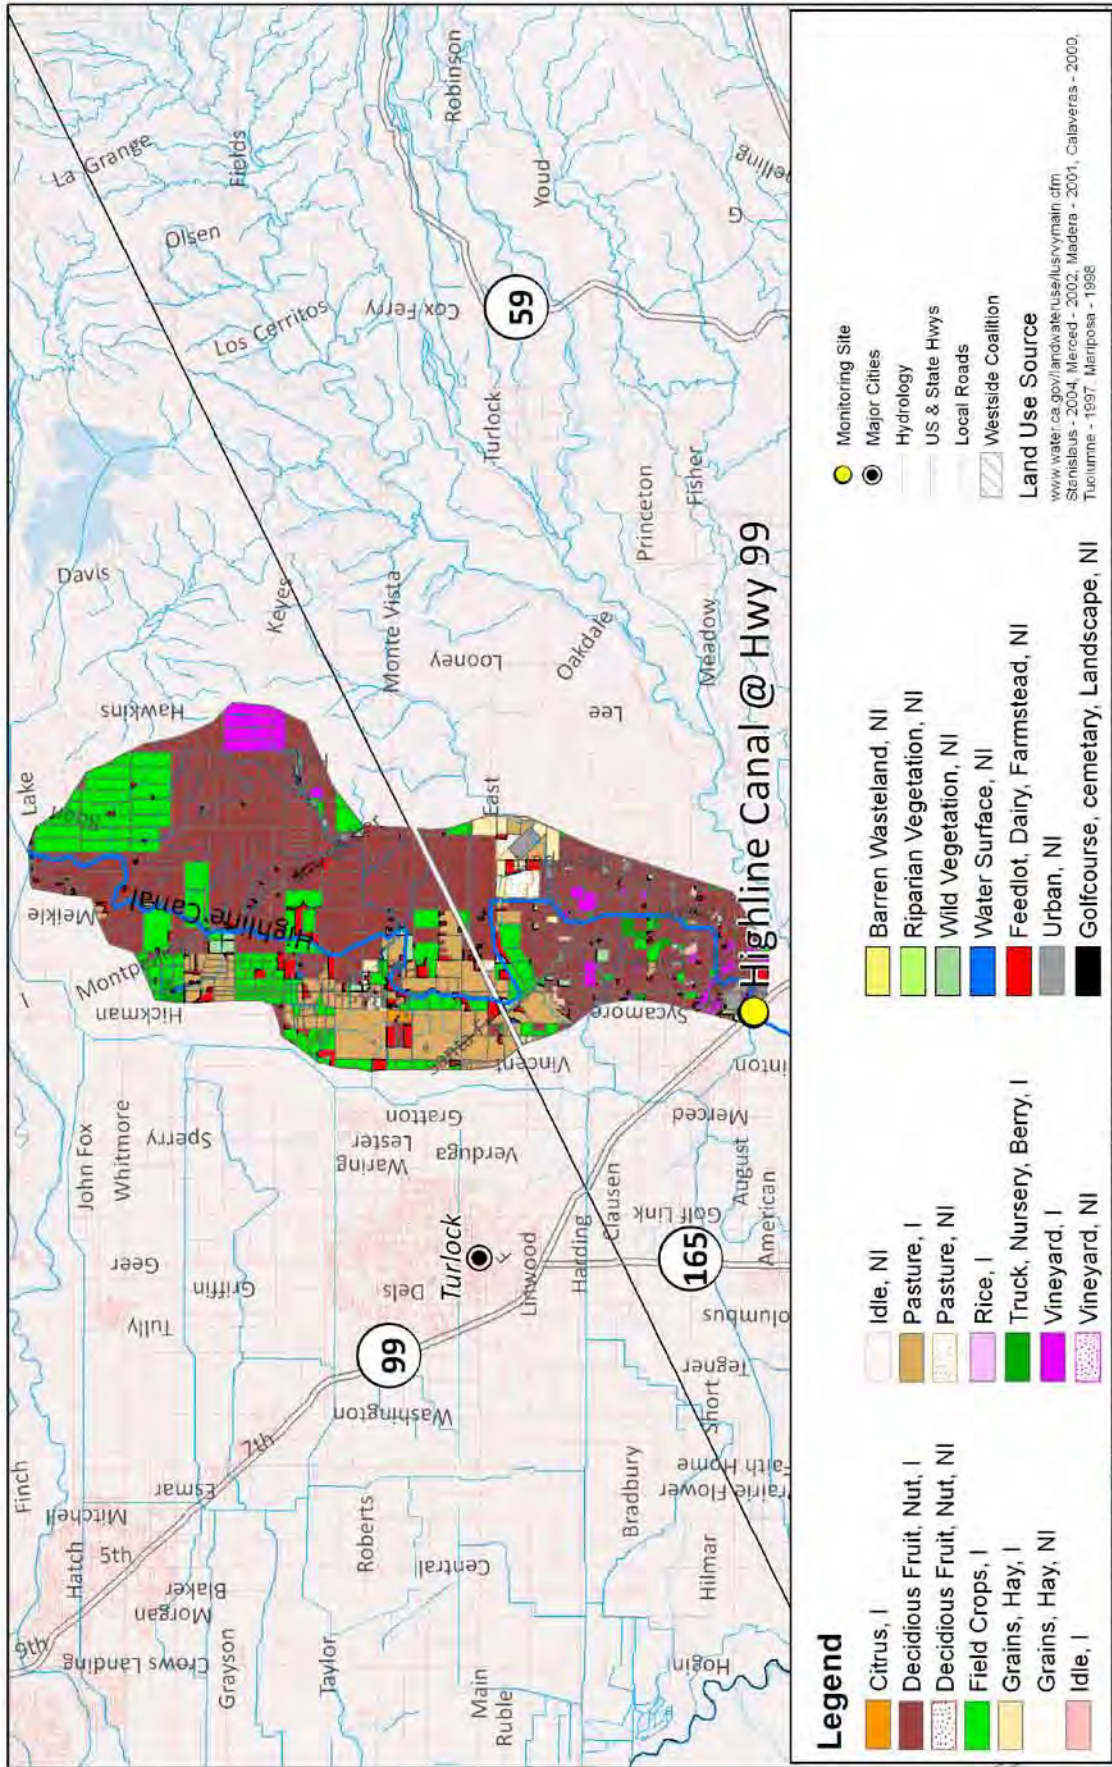 Finch
Hatch
Mitchell
9th
5th
7th
Esmar
Blaker
Morgan
Crows Landing
Grayson
Taylor
Roberts
Central
Main
Ruble
Washington
99
John Fox
Whitmore
Geer
Tully
Griffin
Sperry
Dels
Turlock
Waring
Lester
Gratton
Verduga
Linwood
Harding
Clausen
Golf Link
165
August
American
Merced
olumbus
Tegner
Short
aith Home
rairie Flower
Bradbury
Hilmar
Hogin
Lake
Meikle
I
Hickman
Highline Canal
Vincent
Sycamore
inton
East
Hawkins
Davis
Keyes
Monte Vista
Looney
Lee
Oakdale
Meadow
Princeton
Fisher
Turlock
Cox Ferry
59
Los Cerritos
Olsen
Fields
La Grange
Robinson
Youd
G
elling
Highline Canal @ Hwy 99
Legend
Citrus, I
Decidious Fruit, Nut, I
Decidious Fruit, Nut, NI
Field Crops, I
Grains, Hay, I
Grains, Hay, NI
Idle, I
Idle, NI
Pasture, I
Pasture, NI
Rice, I
Truck, Nursery, Berry, I
Vineyard, I
Vineyard, NI
Barren Wasteland, NI
Riparian Vegetation, NI
Wild Vegetation, NI
Water Surface, NI
Feedlot, Dairy, Farmstead, NI
Urban, NI
Golfcourse, cemetary, Landscape, NI
Monitoring Site
Major Cities
Hydrology
US & State Hwys
Local Roads
Westside Coalition
Land Use Source
www.water.ca.gov/landwateruse/lusrvymain.cfm
Stanislaus - 2004, Merced - 2002, Madera - 2001, Calaveras - 2000,
Tuolumne - 1997, Mariposa - 1998